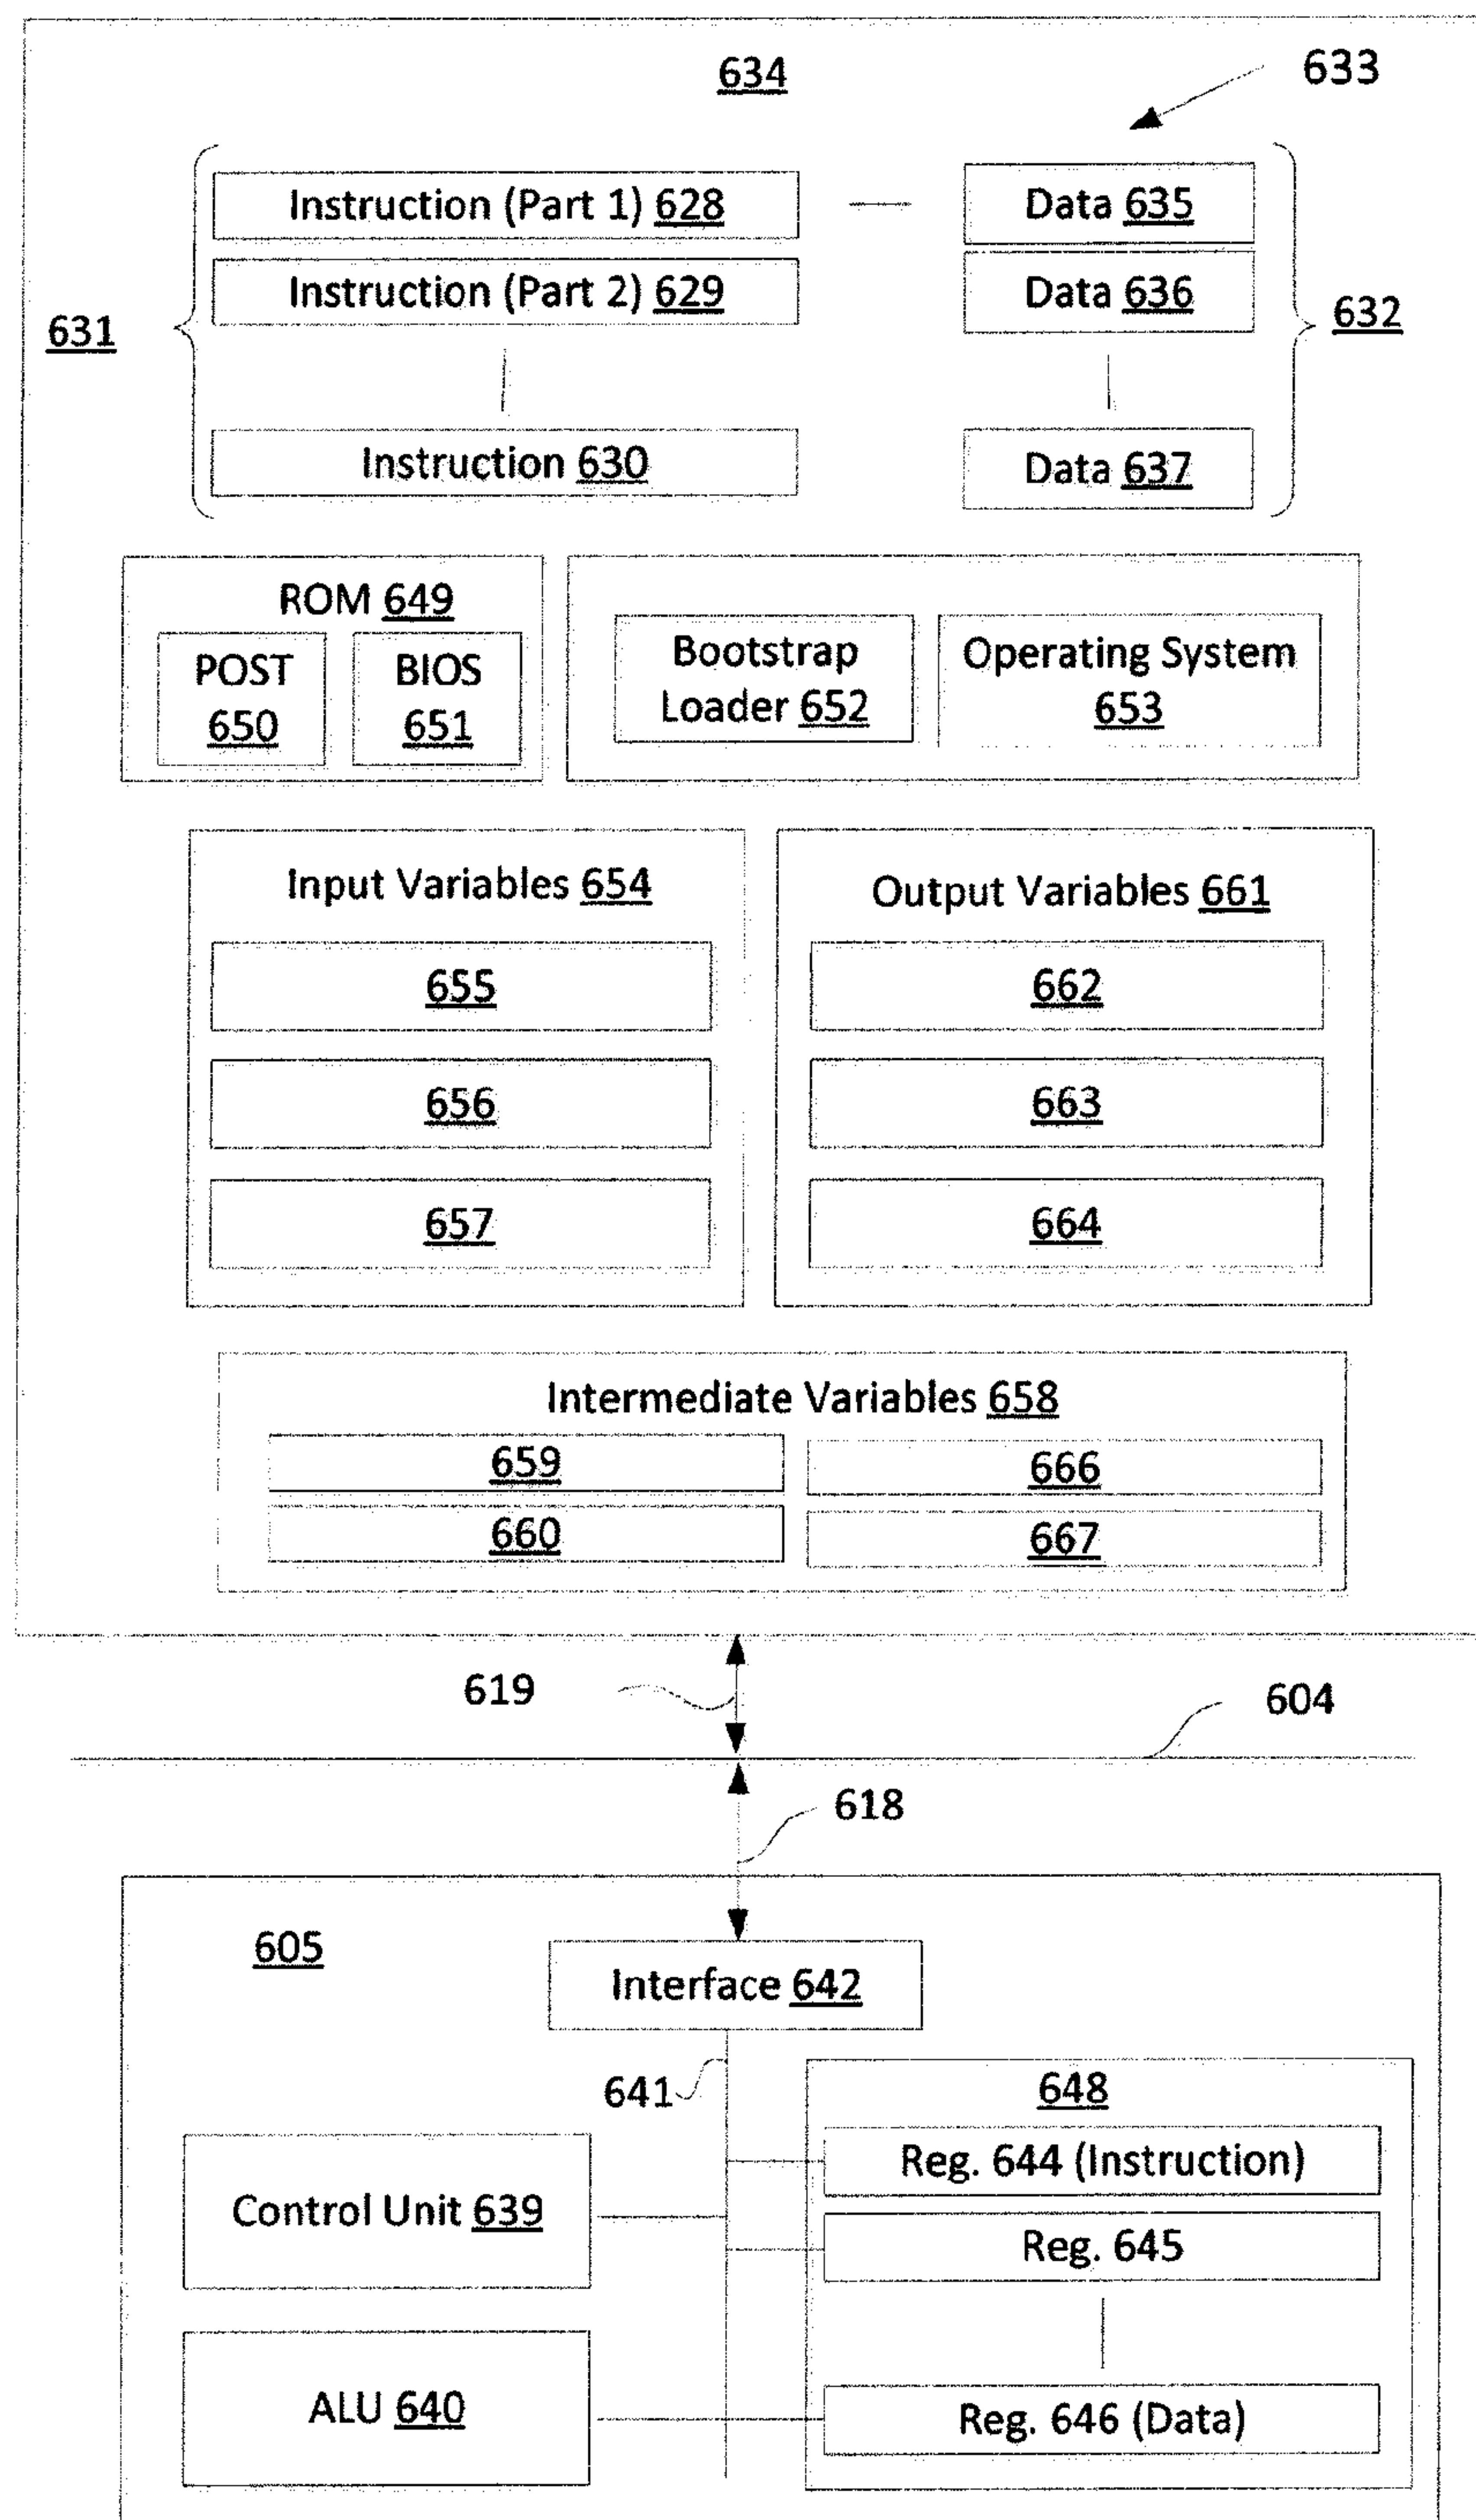 634
633
Instruction (Part 1) 628
Data 635
Instruction (Part 2) 629
Data 636
631
632
Instruction 630
Data 637
ROM 649
POST
650
BIOS
651
Bootstrap
Loader 652
Operating System
653
Input Variables 654
655
656
657
Output Variables 661
662
663
664
Intermediate Variables 658
659
666
660
667
619
604
618
605
Interface 642
641
648
Reg. 644 (Instruction)
Control Unit 639
Reg. 645
ALU 640
Reg. 646 (Data)